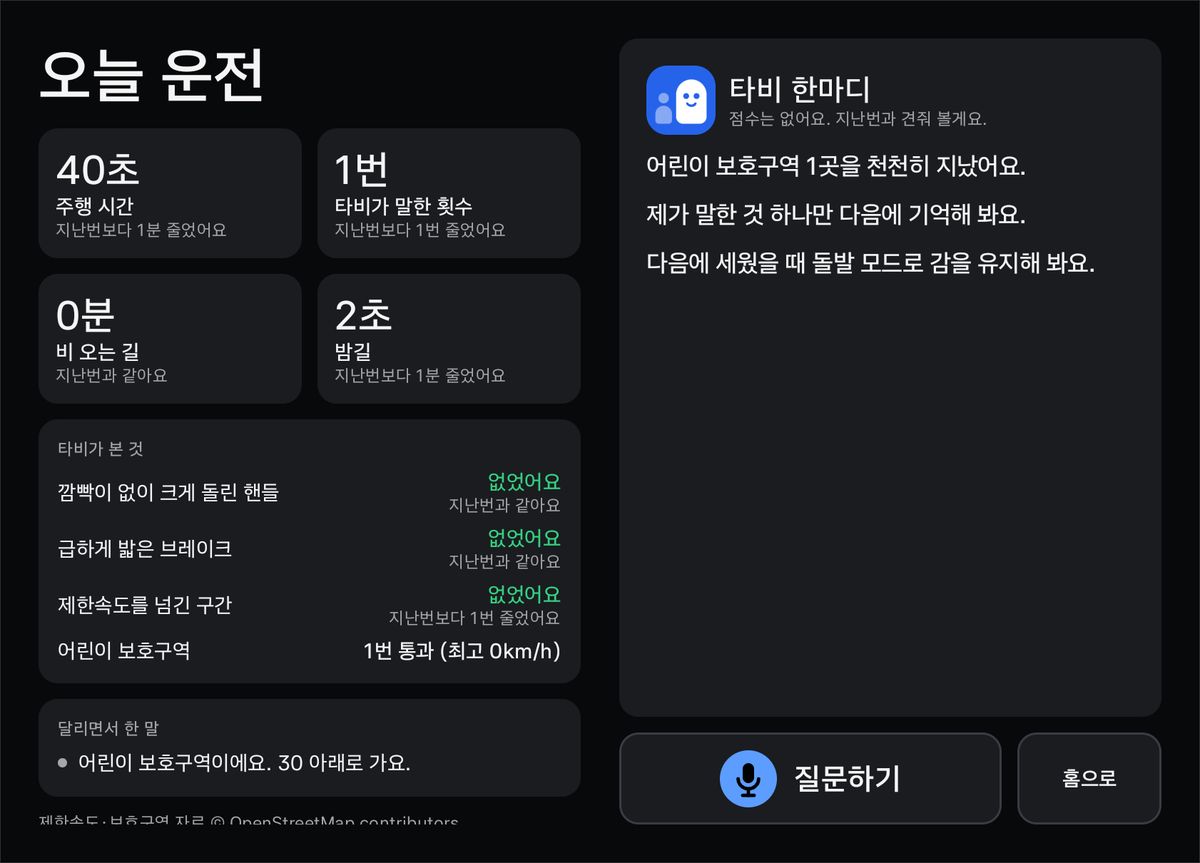 오늘 운전
40초
주행 시간
지난번보다 1분 줄었어요
1번
타비가 말한 횟수
지난번보다 1번 줄었어요
0분
비 오는 길
지난번과 같아요
2초
밤길
지난번보다 1분 줄었어요
타비가 본 것
깜빡이 없이 크게 돌린 핸들
없었어요
지난번과 같아요
급하게 밟은 브레이크
없었어요
지난번과 같아요
제한속도를 넘긴 구간
없었어요
지난번보다 1번 줄었어요
어린이 보호구역
1번 통과 (최고 0km/h)
달리면서 한 말
어린이 보호구역이에요. 30 아래로 가요.
제한속도·보호구역 자료 © OpenStreetMap contributors
타비 한마디
점수는 없어요. 지난번과 견줘 볼게요.
어린이 보호구역 1곳을 천천히 지났어요.
제가 말한 것 하나만 다음에 기억해 봐요.
다음에 세웠을 때 돌발 모드로 감을 유지해 봐요.
질문하기
홈으로